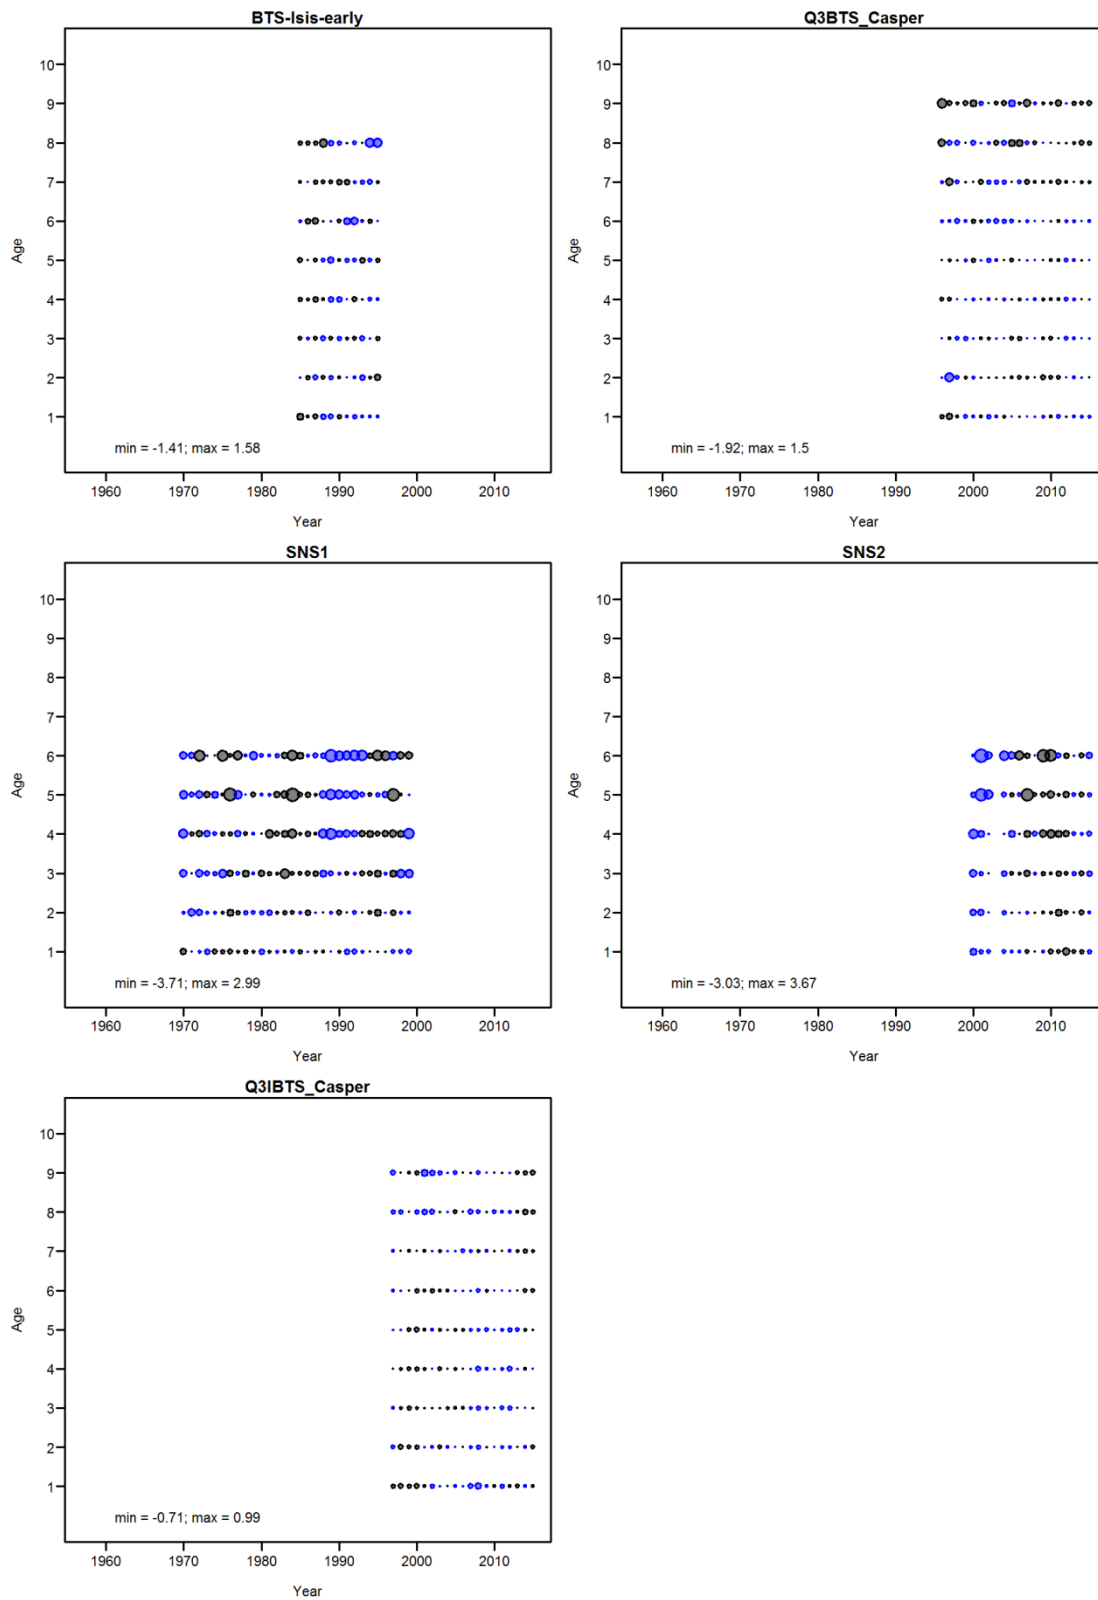 BTS-Isis-early
Age
10
9
8
7
6
5
4
3
2
1
min = -1.41; max = 1.58
1960 1970 1980 1990 2000 2010
Year
Q3BTS_Casper
Age
10
9
8
7
6
5
4
3
2
1
min = -1.92; max = 1.5
1960 1970 1980 1990 2000 2010
Year
SNS1
Age
10
9
8
7
6
5
4
3
2
1
min = -3.71; max = 2.99
1960 1970 1980 1990 2000 2010
Year
SNS2
Age
10
9
8
7
6
5
4
3
2
1
min = -3.03; max = 3.67
1960 1970 1980 1990 2000 2010
Year
Q3IBTS_Casper
Age
10
9
8
7
6
5
4
3
2
1
min = -0.71; max = 0.99
1960 1970 1980 1990 2000 2010
Year